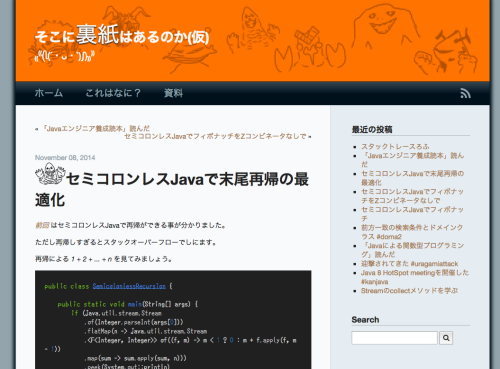 そこに裏紙はあるのか(仮)
ホーム これはなに？ 資料
« 「Javaエンジニア養成読本」読んだ
セミコロンレスJavaでフィボナッチをZコンビネータなしで »
November 08, 2014
セミコロンレスJavaで末尾再帰の最
適化
前回 はセミコロンレスJavaで再帰ができる事が分かりました。
ただし再帰しすぎるとスタックオーバーフローでしにます。
再帰による 1 + 2 + ... + n を見てみましょう。
public class SemicolonlessRecursion {
public static void main(String[] args) {
if (java.util.stream.Stream
.of(Integer.parseInt(args[0]))
.flatMap(n -> java.util.stream.Stream
.<F<Integer, Integer>> of((f, m) -> m < 1 ? 0 : m + f.apply(f, m
- 1))
.map(sum -> sum.apply(sum, n)))
.peek(System.out::println)
最近の投稿
スタックトレースろふ
「Javaエンジニア養成読本」読んだ
セミコロンレスJavaで末尾再帰の最適化
セミコロンレスJavaでフィボナッチをZコンビネータなしで
セミコロンレスJavaでフィボナッチ
前方一致の検索条件とドメインクラス #doma2
「Javaによる関数型プログラミング」読んだ
迎撃されてきた #uragamiattack
Java 8 HotSpot meetingを開催した #kanjava
Streamのcollectメソッドを学ぶ
Search